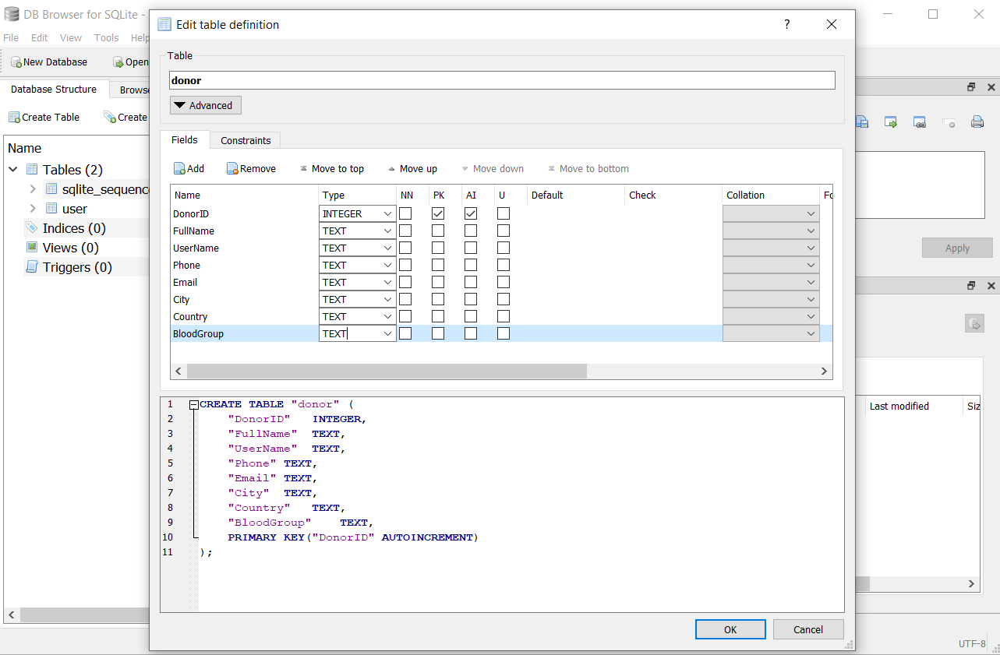 DB Browser for SQLite -
Edit table definition
?
File Edit View Tools Help
Table
New Database Open
donor
Database Structure Browse
Advanced
Create Table Create
Fields Constraints
Name
Add Remove Move to top Move up Move down Move to bottom
Tables (2)
sqlite_sequence
user
Indices (0)
Views (0)
Triggers (0)
Name Type NN PK AI U Default Check Collation Fo
DonorID INTEGER
FullName TEXT
UserName TEXT
Phone TEXT
Email TEXT
City TEXT
Country TEXT
BloodGroup TEXT
Apply
1 CREATE TABLE "donor" (
2 "DonorID" INTEGER,
3 "FullName" TEXT,
4 "UserName" TEXT,
5 "Phone" TEXT,
6 "Email" TEXT,
7 "City" TEXT,
8 "Country" TEXT,
9 "BloodGroup" TEXT,
10 PRIMARY KEY("DonorID" AUTOINCREMENT)
11 );
Last modified Siz
OK Cancel
UTF-8